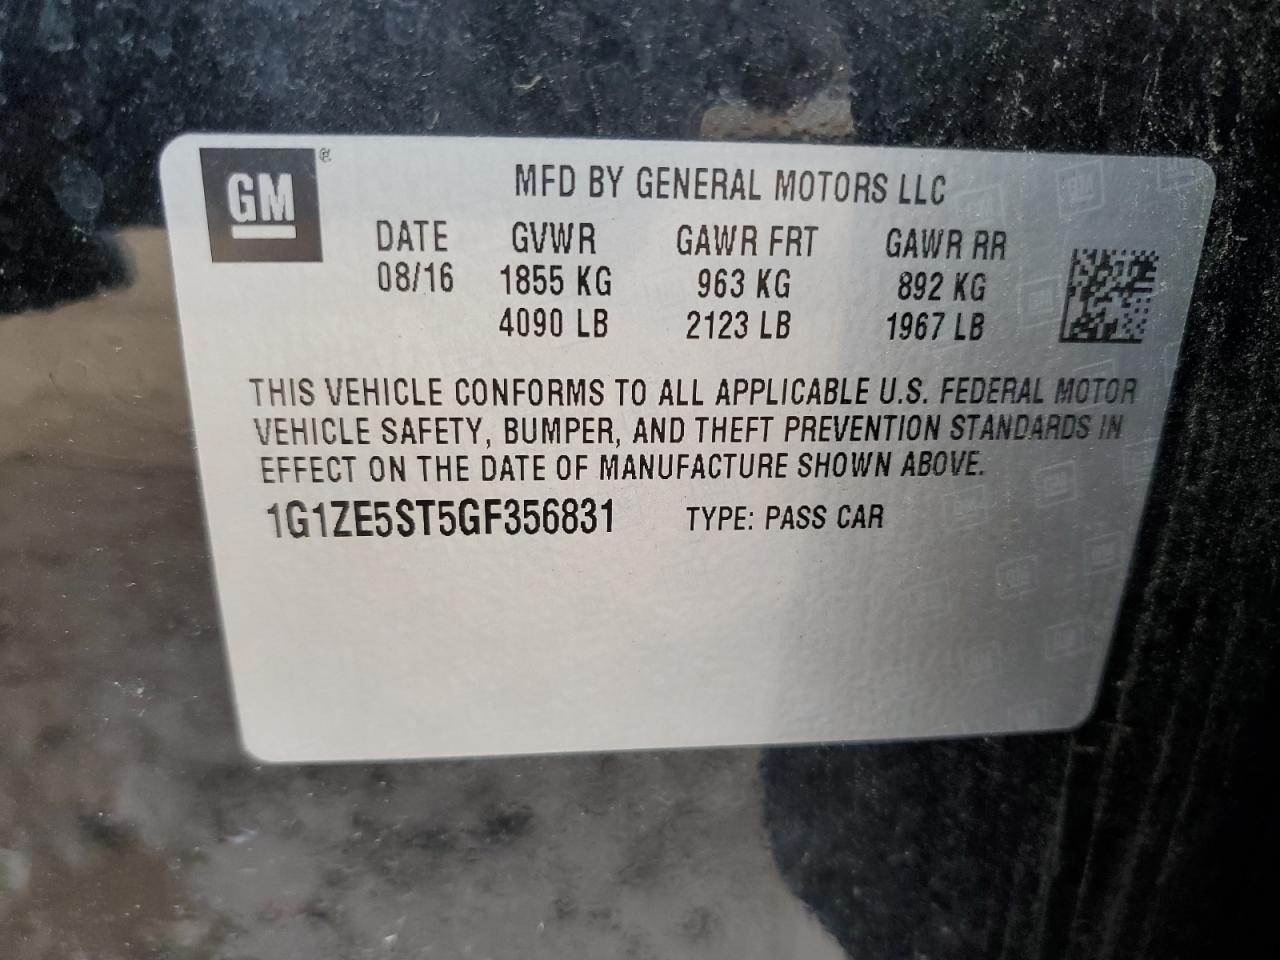 GM
MFD BY GENERAL MOTORS LLC
DATE GVWR GAWR FRT GAWR RR
08/16 1855 KG 963 KG 892 KG
4090 LB 2123 LB 1967 LB
THIS VEHICLE CONFORMS TO ALL APPLICABLE U.S. FEDERAL MOTOR
VEHICLE SAFETY, BUMPER, AND THEFT PREVENTION STANDARDS IN
EFFECT ON THE DATE OF MANUFACTURE SHOWN ABOVE.
1G1ZE5ST5GF356831 TYPE: PASS CAR